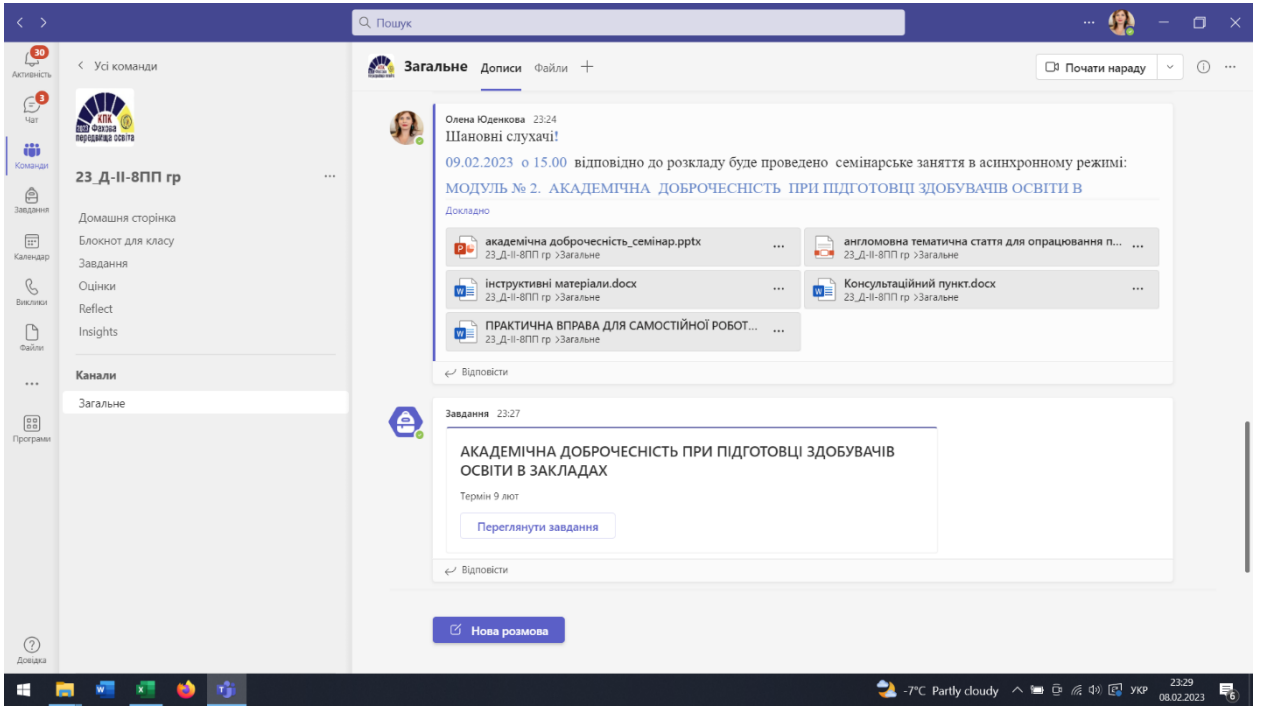 Пошук
30
Активність
3
Чат
Команди
Завдання
Календар
Виклики
Файли
Програми
Довідка
Усі команди
КПК
Фахова
передвища освіта
23_Д-ІІ-8ПП гр
Домашня сторінка
Блокнот для класу
Завдання
Оцінки
Reflect
Insights
Канали
Загальне
Загальне Дописи Файли
Почати нараду
Олена Юденкова 23:24
Шановні слухачі!
09.02.2023 о 15.00 відповідно до розкладу буде проведено семінарське заняття в асинхронному режимі:
МОДУЛЬ № 2. АКАДЕМІЧНА ДОБРОЧЕСНІСТЬ ПРИ ПІДГОТОВЦІ ЗДОБУВАЧІВ ОСВІТИ В
Докладно
академічна доброчесність_семінар.pptx
23_Д-ІІ-8ПП гр >Загальне
англомовна тематична стаття для опрацювання п...
23_Д-ІІ-8ПП гр >Загальне
інструктивні матеріали.docx
23_Д-ІІ-8ПП гр >Загальне
Консультаційний пункт.docx
23_Д-ІІ-8ПП гр >Загальне
ПРАКТИЧНА ВПРАВА ДЛЯ САМОСТІЙНОЇ РОБОТ...
23_Д-ІІ-8ПП гр >Загальне
Відповісти
Завдання 23:27
АКАДЕМІЧНА ДОБРОЧЕСНІСТЬ ПРИ ПІДГОТОВЦІ ЗДОБУВАЧІВ
ОСВІТИ В ЗАКЛАДАХ
Термін 9 лют
Переглянути завдання
Відповісти
Нова розмова
-7°C Partly cloudy
УКР
23:29
08.02.2023
6